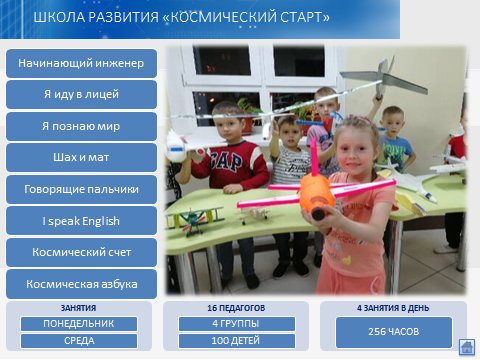 ШКОЛА РАЗВИТИЯ «КОСМИЧЕСКИЙ СТАРТ»
Начинающий инженер
Я иду в лицей
Я познаю мир
Шах и мат
Говорящие пальчики
I speak English
Космический счет
Космическая азбука
GAP
ЗАНЯТИЯ
ПОНЕДЕЛЬНИК
СРЕДА
16 ПЕДАГОГОВ
4 ГРУППЫ
100 ДЕТЕЙ
4 ЗАНЯТИЯ В ДЕНЬ
256 ЧАСОВ